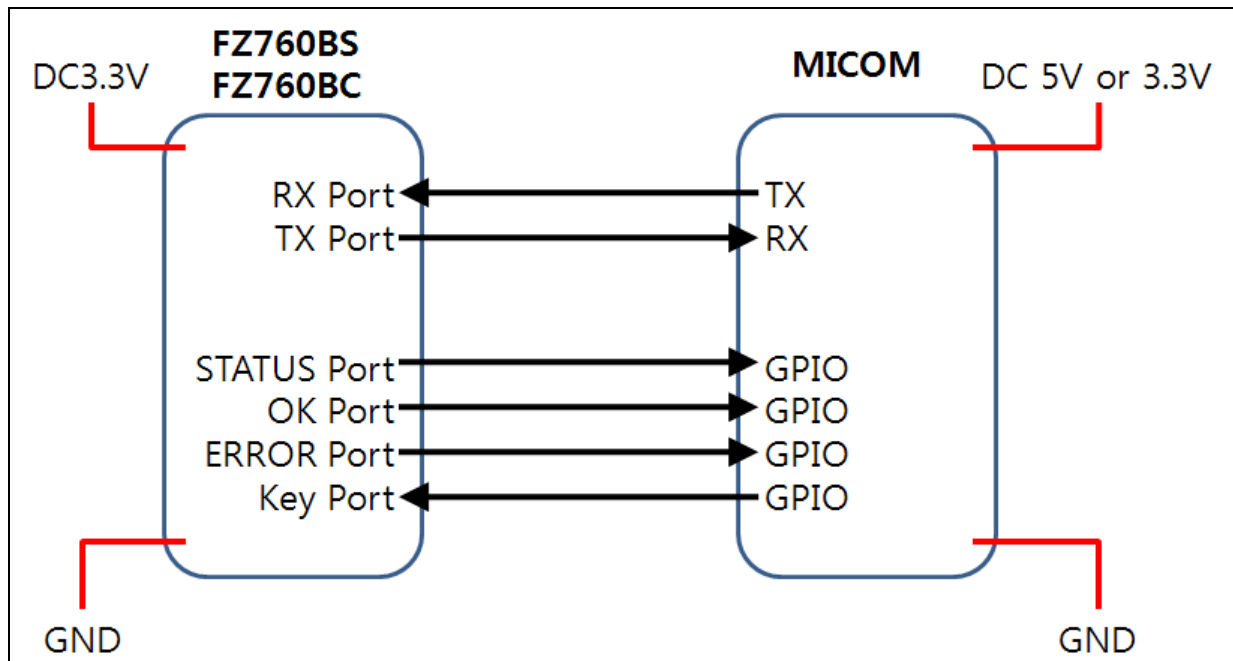 FZ760BS
FZ760BC
DC3.3V
MICOM
DC 5V or 3.3V
RX Port
TX
TX Port
RX
STATUS Port
GPIO
OK Port
GPIO
ERROR Port
GPIO
Key Port
GPIO
GND
GND